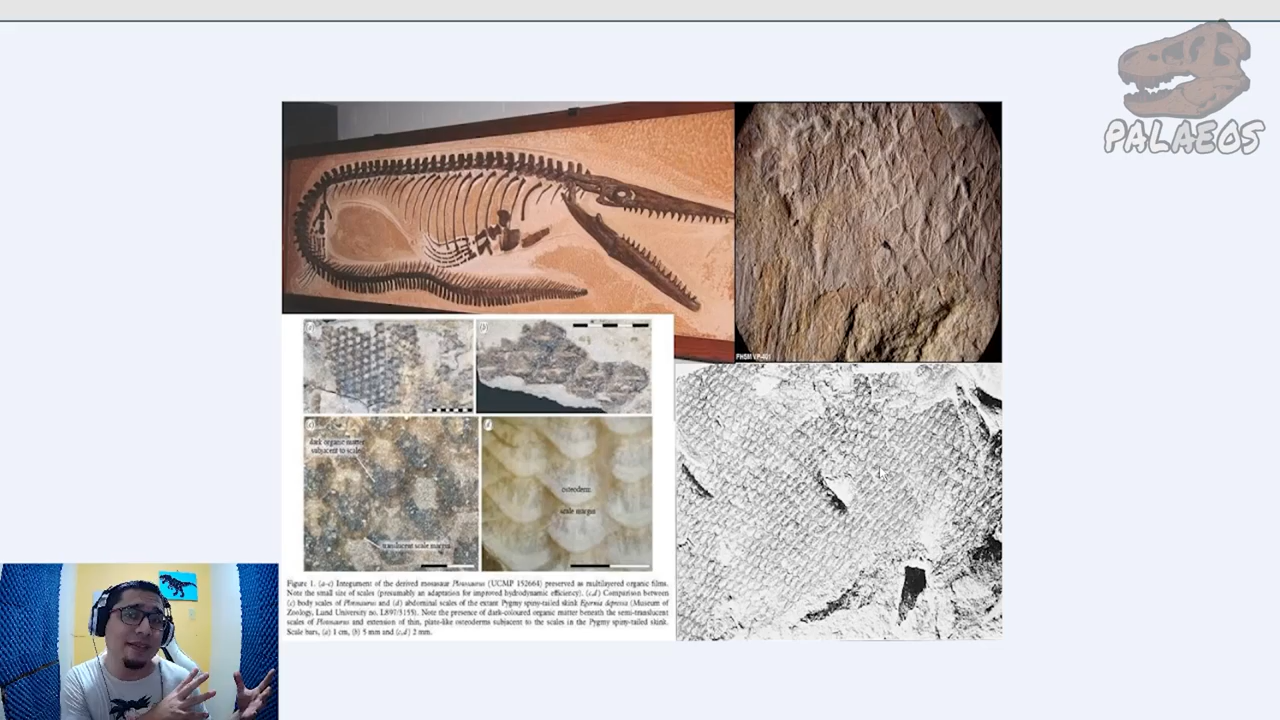 PALAEOS
FHSM VP-401
(a)
(b)
(c)
dark organic matter
subjacent to scale
osteoderm
scale margin
translucent scale margin
Figure 1. (a–c) Integument of the derived mosasaur Plotosaurus (UCMP 152664) preserved as multilayered organic films.
Note the small size of scales (presumably an adaptation for improved hydrodynamic efficiency). (c,d) Comparison between
(c) body scales of Plotosaurus and (d) abdominal scales of the extant Pygmy spiny-tailed skink Egernia depressa (Museum of
Zoology, Lund University no. L897/3155). Note the presence of dark-coloured organic matter beneath the semi-translucent
scales of Plotosaurus and extension of thin, plate-like osteoderms subjacent to the scales in the Pygmy spiny-tailed skink.
Scale bars, (a) 1 cm, (b) 5 mm and (c,d) 2 mm.